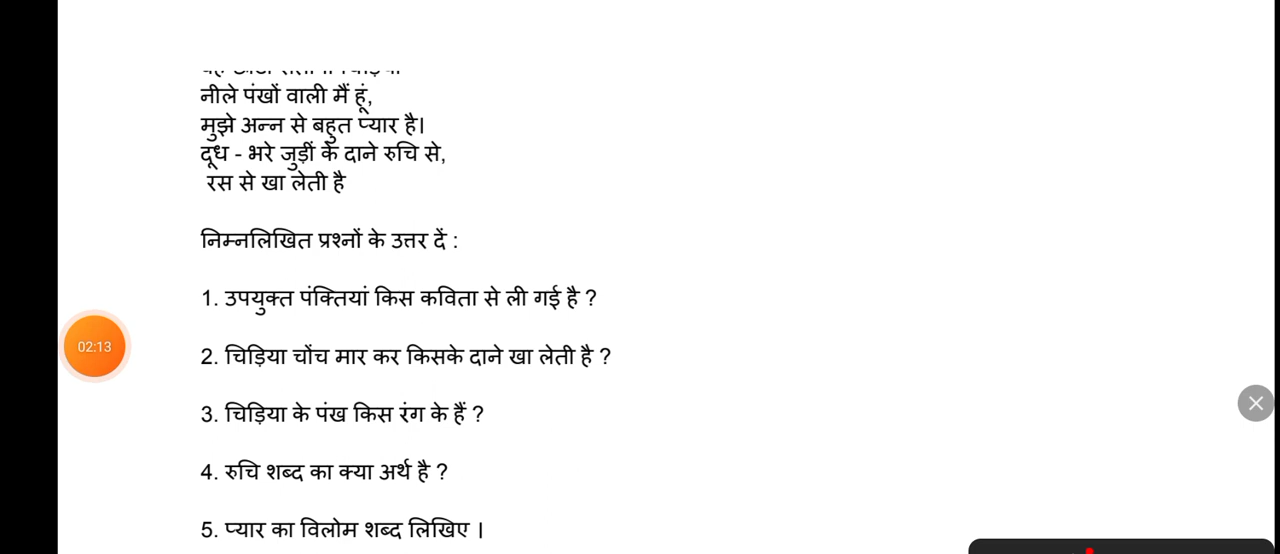 नीले पंखों वाली मैं हूं,
मुझे अन्न से बहुत प्यार है।
दूध - भरे जुड़ीं के दाने रुचि से,
रस से खा लेती है
निम्नलिखित प्रश्नों के उत्तर दें :
1. उपयुक्त पंक्तियां किस कविता से ली गई है ?
2. चिड़िया चोंच मार कर किसके दाने खा लेती है ?
3. चिड़िया के पंख किस रंग के हैं ?
4. रुचि शब्द का क्या अर्थ है ?
5. प्यार का विलोम शब्द लिखिए ।
02:13